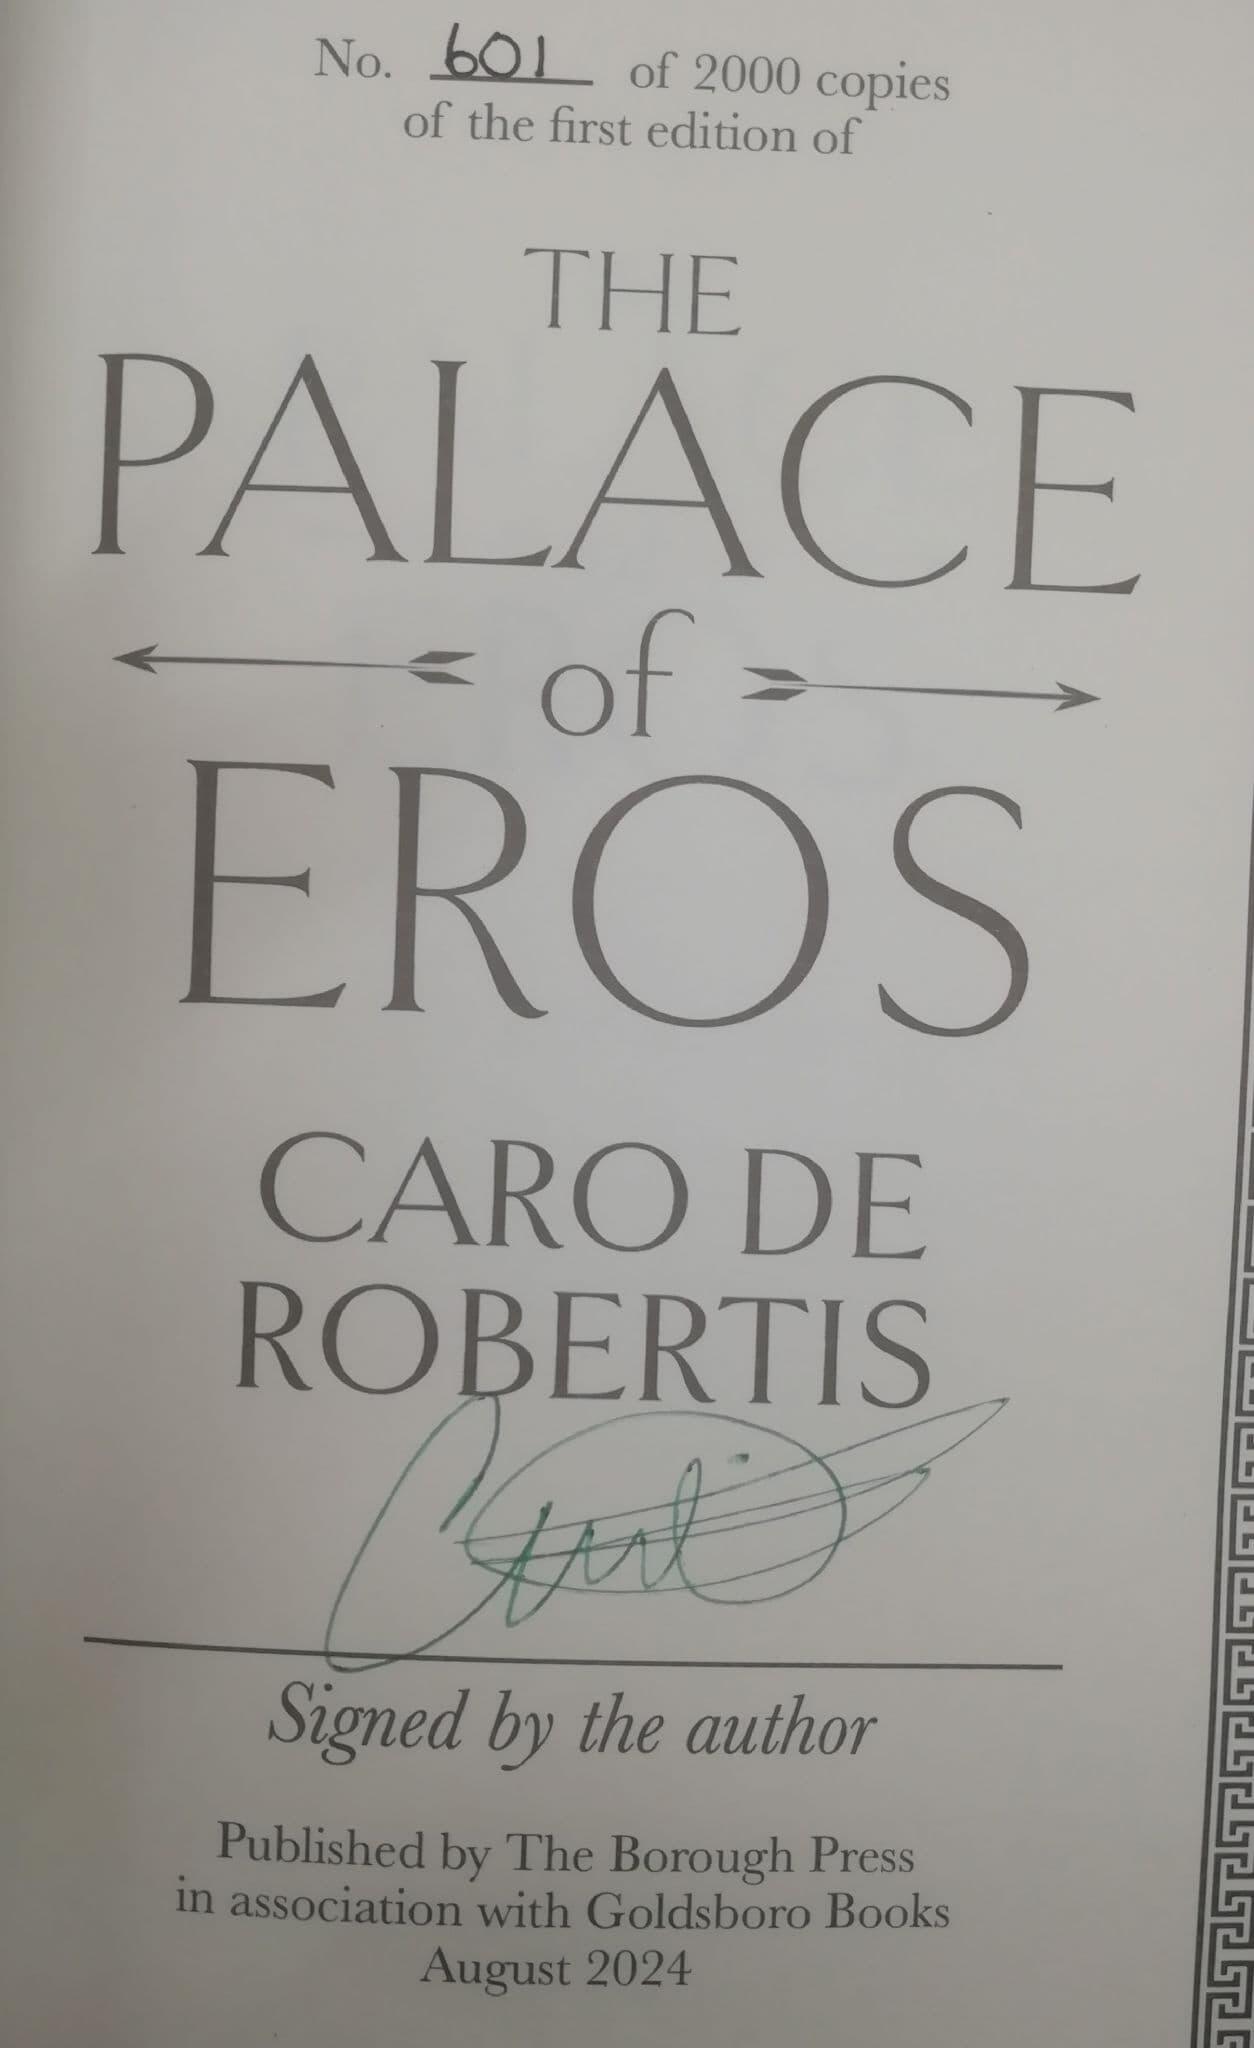 No. 601 of 2000 copies
of the first edition of
THE
PALACE
of
EROS
CARO DE
ROBERTIS
Signed by the author
Published by The Borough Press
in association with Goldsboro Books
August 2024